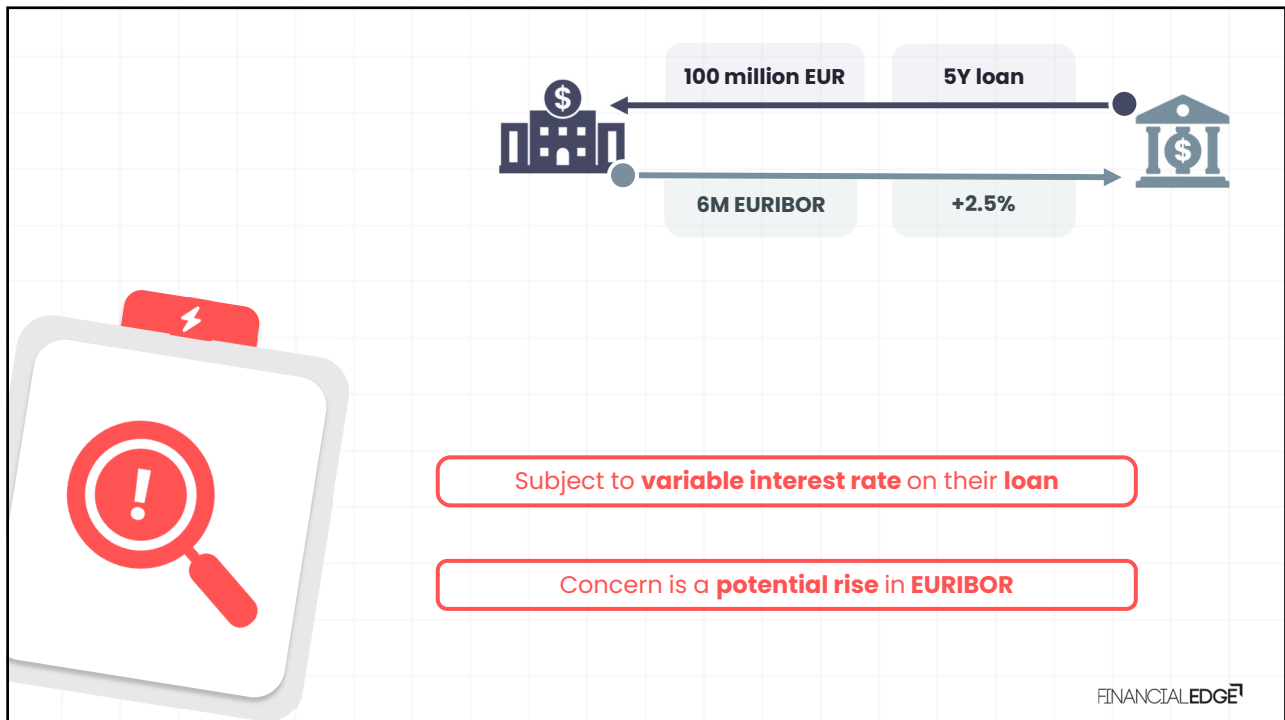 100 million EUR
5Y loan
$
$
6M EURIBOR
+2.5%
!
Subject to variable interest rate on their loan
Concern is a potential rise in EURIBOR
FINANCIALEDGE